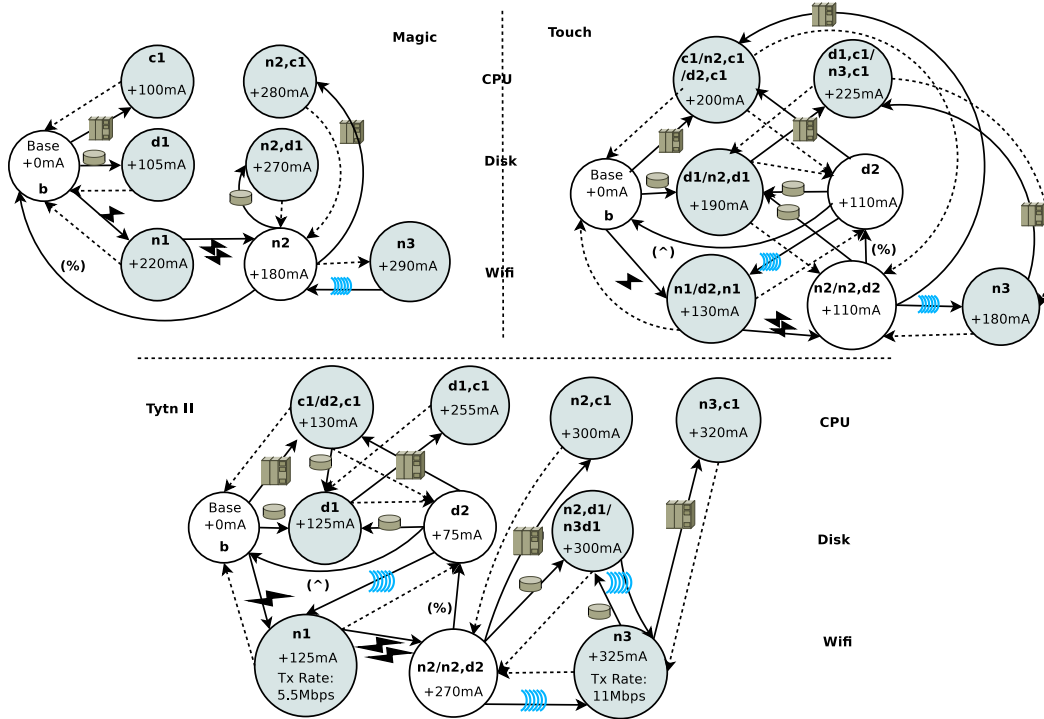 Magic
c1
+100mA
n2,c1
+280mA
CPU
Base
+0mA
b
d1
+105mA
n2,d1
+270mA
Disk
n1
+220mA
n2
+180mA
n3
+290mA
Wifi
(%)
Touch
c1/n2,c1
/d2,c1
+200mA
d1,c1/
n3,c1
+225mA
Base
+0mA
b
d1/n2,d1
+190mA
d2
+110mA
(^)
(%)
n1/d2,n1
+130mA
n2/n2,d2
+110mA
n3
+180mA
Tytn II
c1/d2,c1
+130mA
d1,c1
+255mA
n2,c1
+300mA
n3,c1
+320mA
CPU
Base
+0mA
b
d1
+125mA
d2
+75mA
n2,d1/
n3d1
+300mA
Disk
(^)
(%)
n1
+125mA
Tx Rate:
5.5Mbps
n2/n2,d2
+270mA
n3
+325mA
Tx Rate:
11Mbps
Wifi